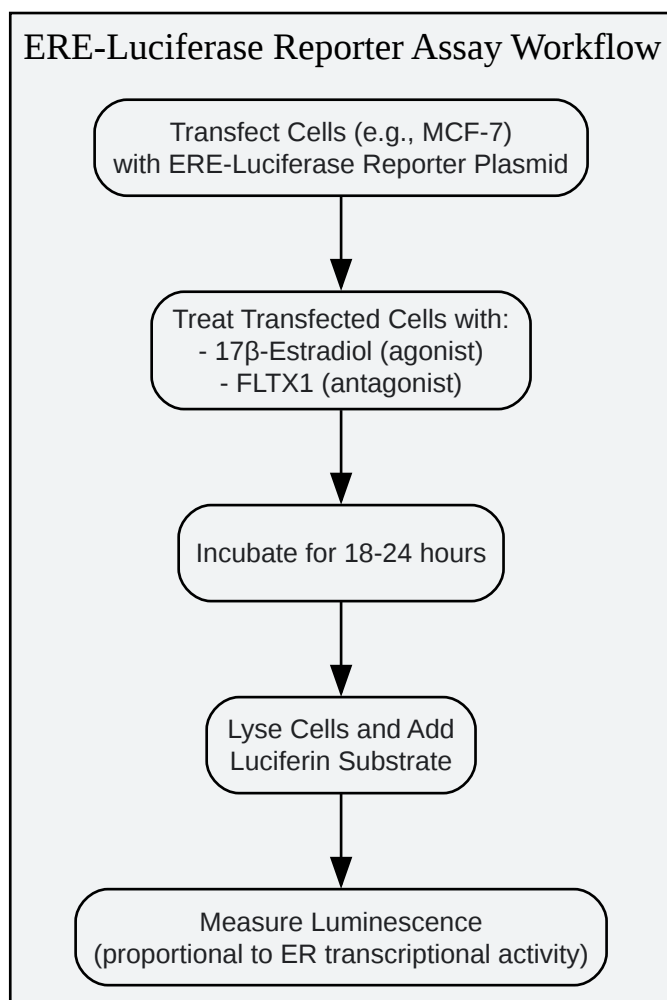 ERE-Luciferase Reporter Assay Workflow
Transfect Cells (e.g., MCF-7)
with ERE-Luciferase Reporter Plasmid
Treat Transfected Cells with:
- 17β-Estradiol (agonist)
- FLTX1 (antagonist)
Incubate for 18-24 hours
Lyse Cells and Add
Luciferin Substrate
Measure Luminescence
(proportional to ER transcriptional activity)